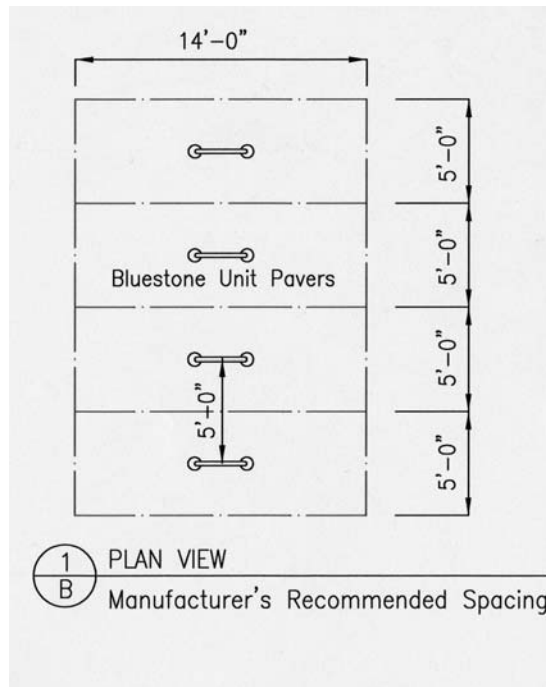 14'-0"
5'-0"
5'-0"
Bluestone Unit Pavers
5'-0"
5'-0"
5'-0"
1
B
PLAN VIEW
Manufacturer's Recommended Spacing